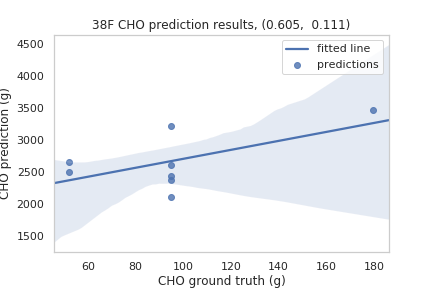 38F CHO prediction results, (0.605, 0.111)
fitted line
predictions
4500
4000
3500
3000
2500
2000
1500
CHO prediction (g)
60
80
100
120
140
160
180
CHO ground truth (g)